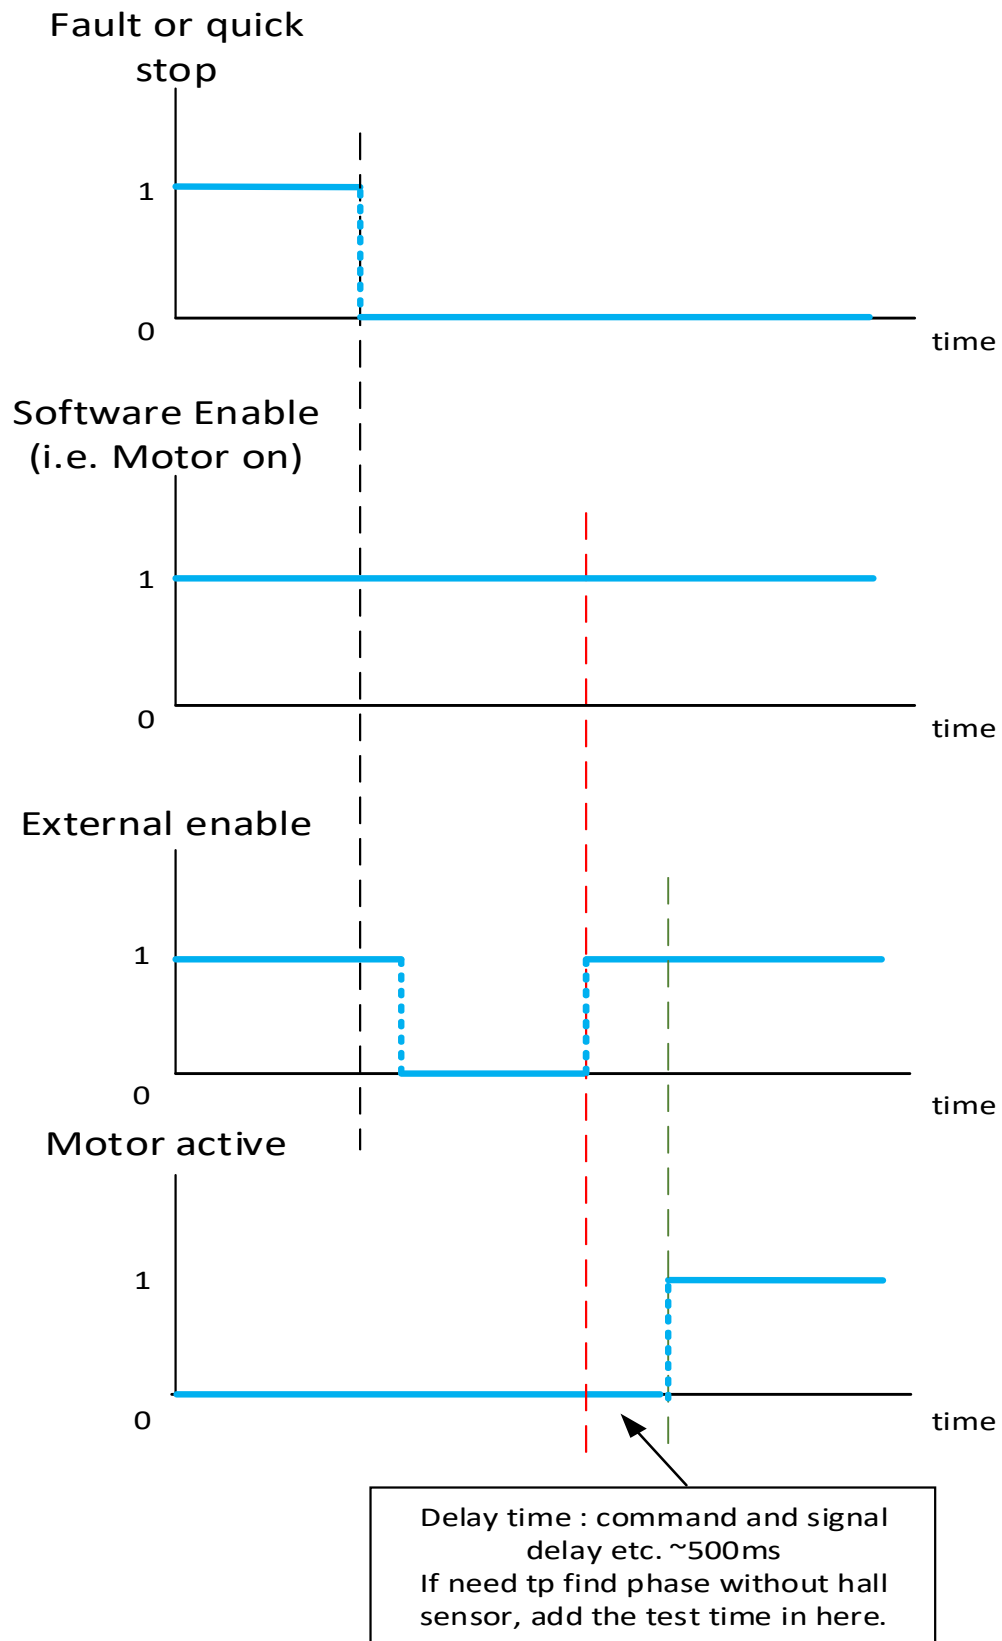 Fault or quick
stop
1
0
time
Software Enable
(i.e. Motor on)
1
0
time
External enable
1
0
time
Motor active
1
0
time
Delay time : command and signal
delay etc. ~500ms
If need tp find phase without hall
sensor, add the test time in here.